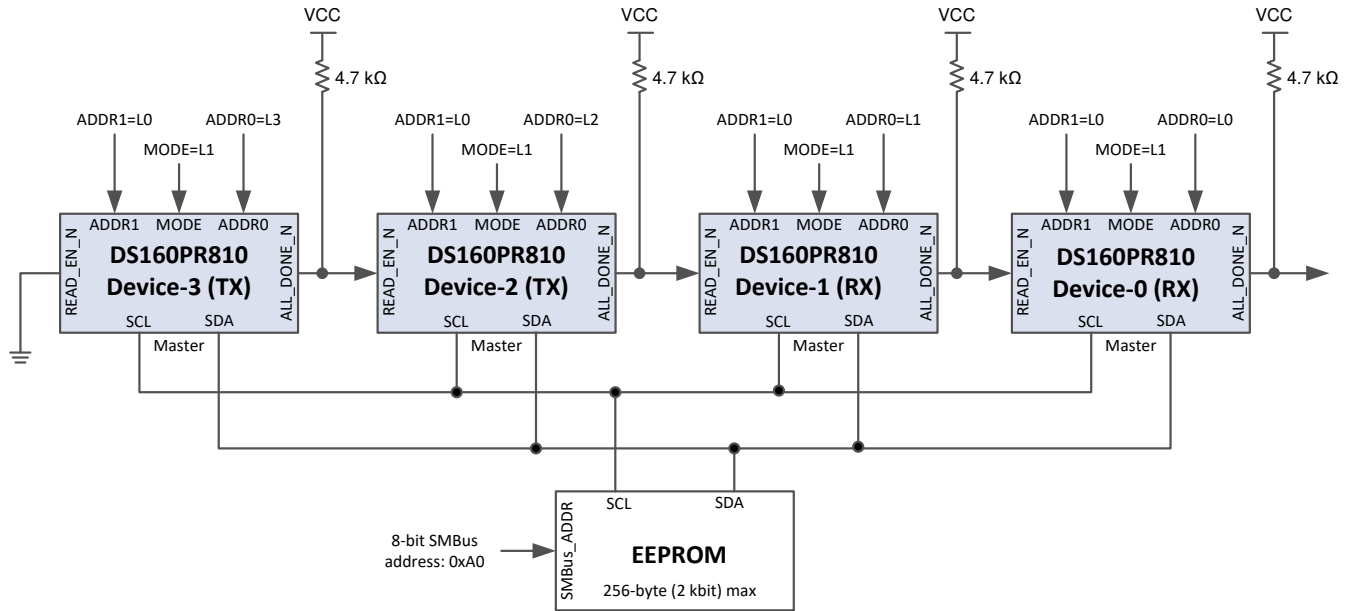 VCC
VCC
VCC
VCC
4.7 kΩ
4.7 kΩ
4.7 kΩ
4.7 kΩ
ADDR1=L0
ADDR0=L3
ADDR1=L0
ADDR0=L2
ADDR1=L0
ADDR0=L1
ADDR1=L0
ADDR0=L0
MODE=L1
MODE=L1
MODE=L1
MODE=L1
READ_EN_N
ADDR1
MODE
ADDR0
DS160PR810
Device-3 (TX)
SCL
SDA
ALL_DONE_N
Master
READ_EN_N
ADDR1
MODE
ADDR0
DS160PR810
Device-2 (TX)
SCL
SDA
ALL_DONE_N
Master
READ_EN_N
ADDR1
MODE
ADDR0
DS160PR810
Device-1 (RX)
SCL
SDA
ALL_DONE_N
Master
READ_EN_N
ADDR1
MODE
ADDR0
DS160PR810
Device-0 (RX)
SCL
SDA
ALL_DONE_N
Master
8-bit SMBus
address: 0xA0
SMBus_ADDR
SCL
SDA
EEPROM
256-byte (2 kbit) max